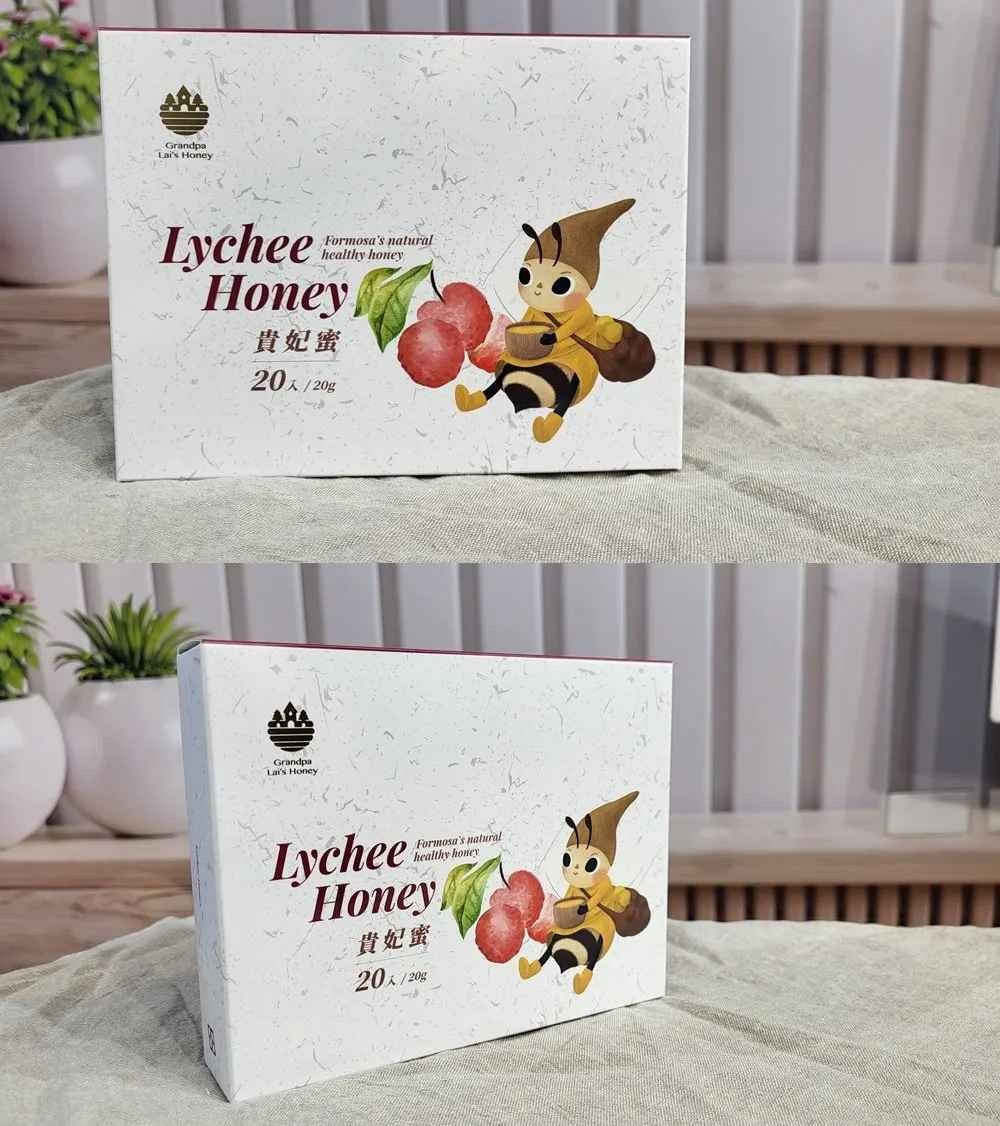 Grandpa
Lai's Honey
Lychee
Formosa's natural
healthy honey
Honey
貴妃蜜
20入 / 20g
Grandpa
Lai's Honey
Lychee
Formosa's natural
healthy honey
Honey
貴妃蜜
20入 / 20g